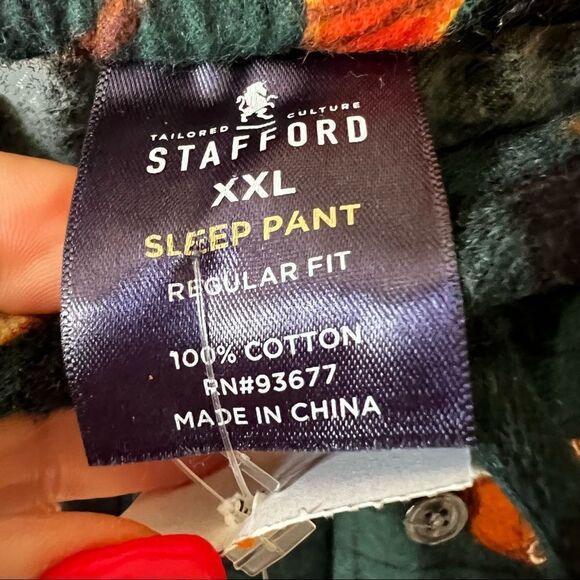 TAILORED CULTURE
STAFFORD
XXL
SLEEP PANT
REGULAR FIT
100% COTTON
RN#93677
MADE IN CHINA